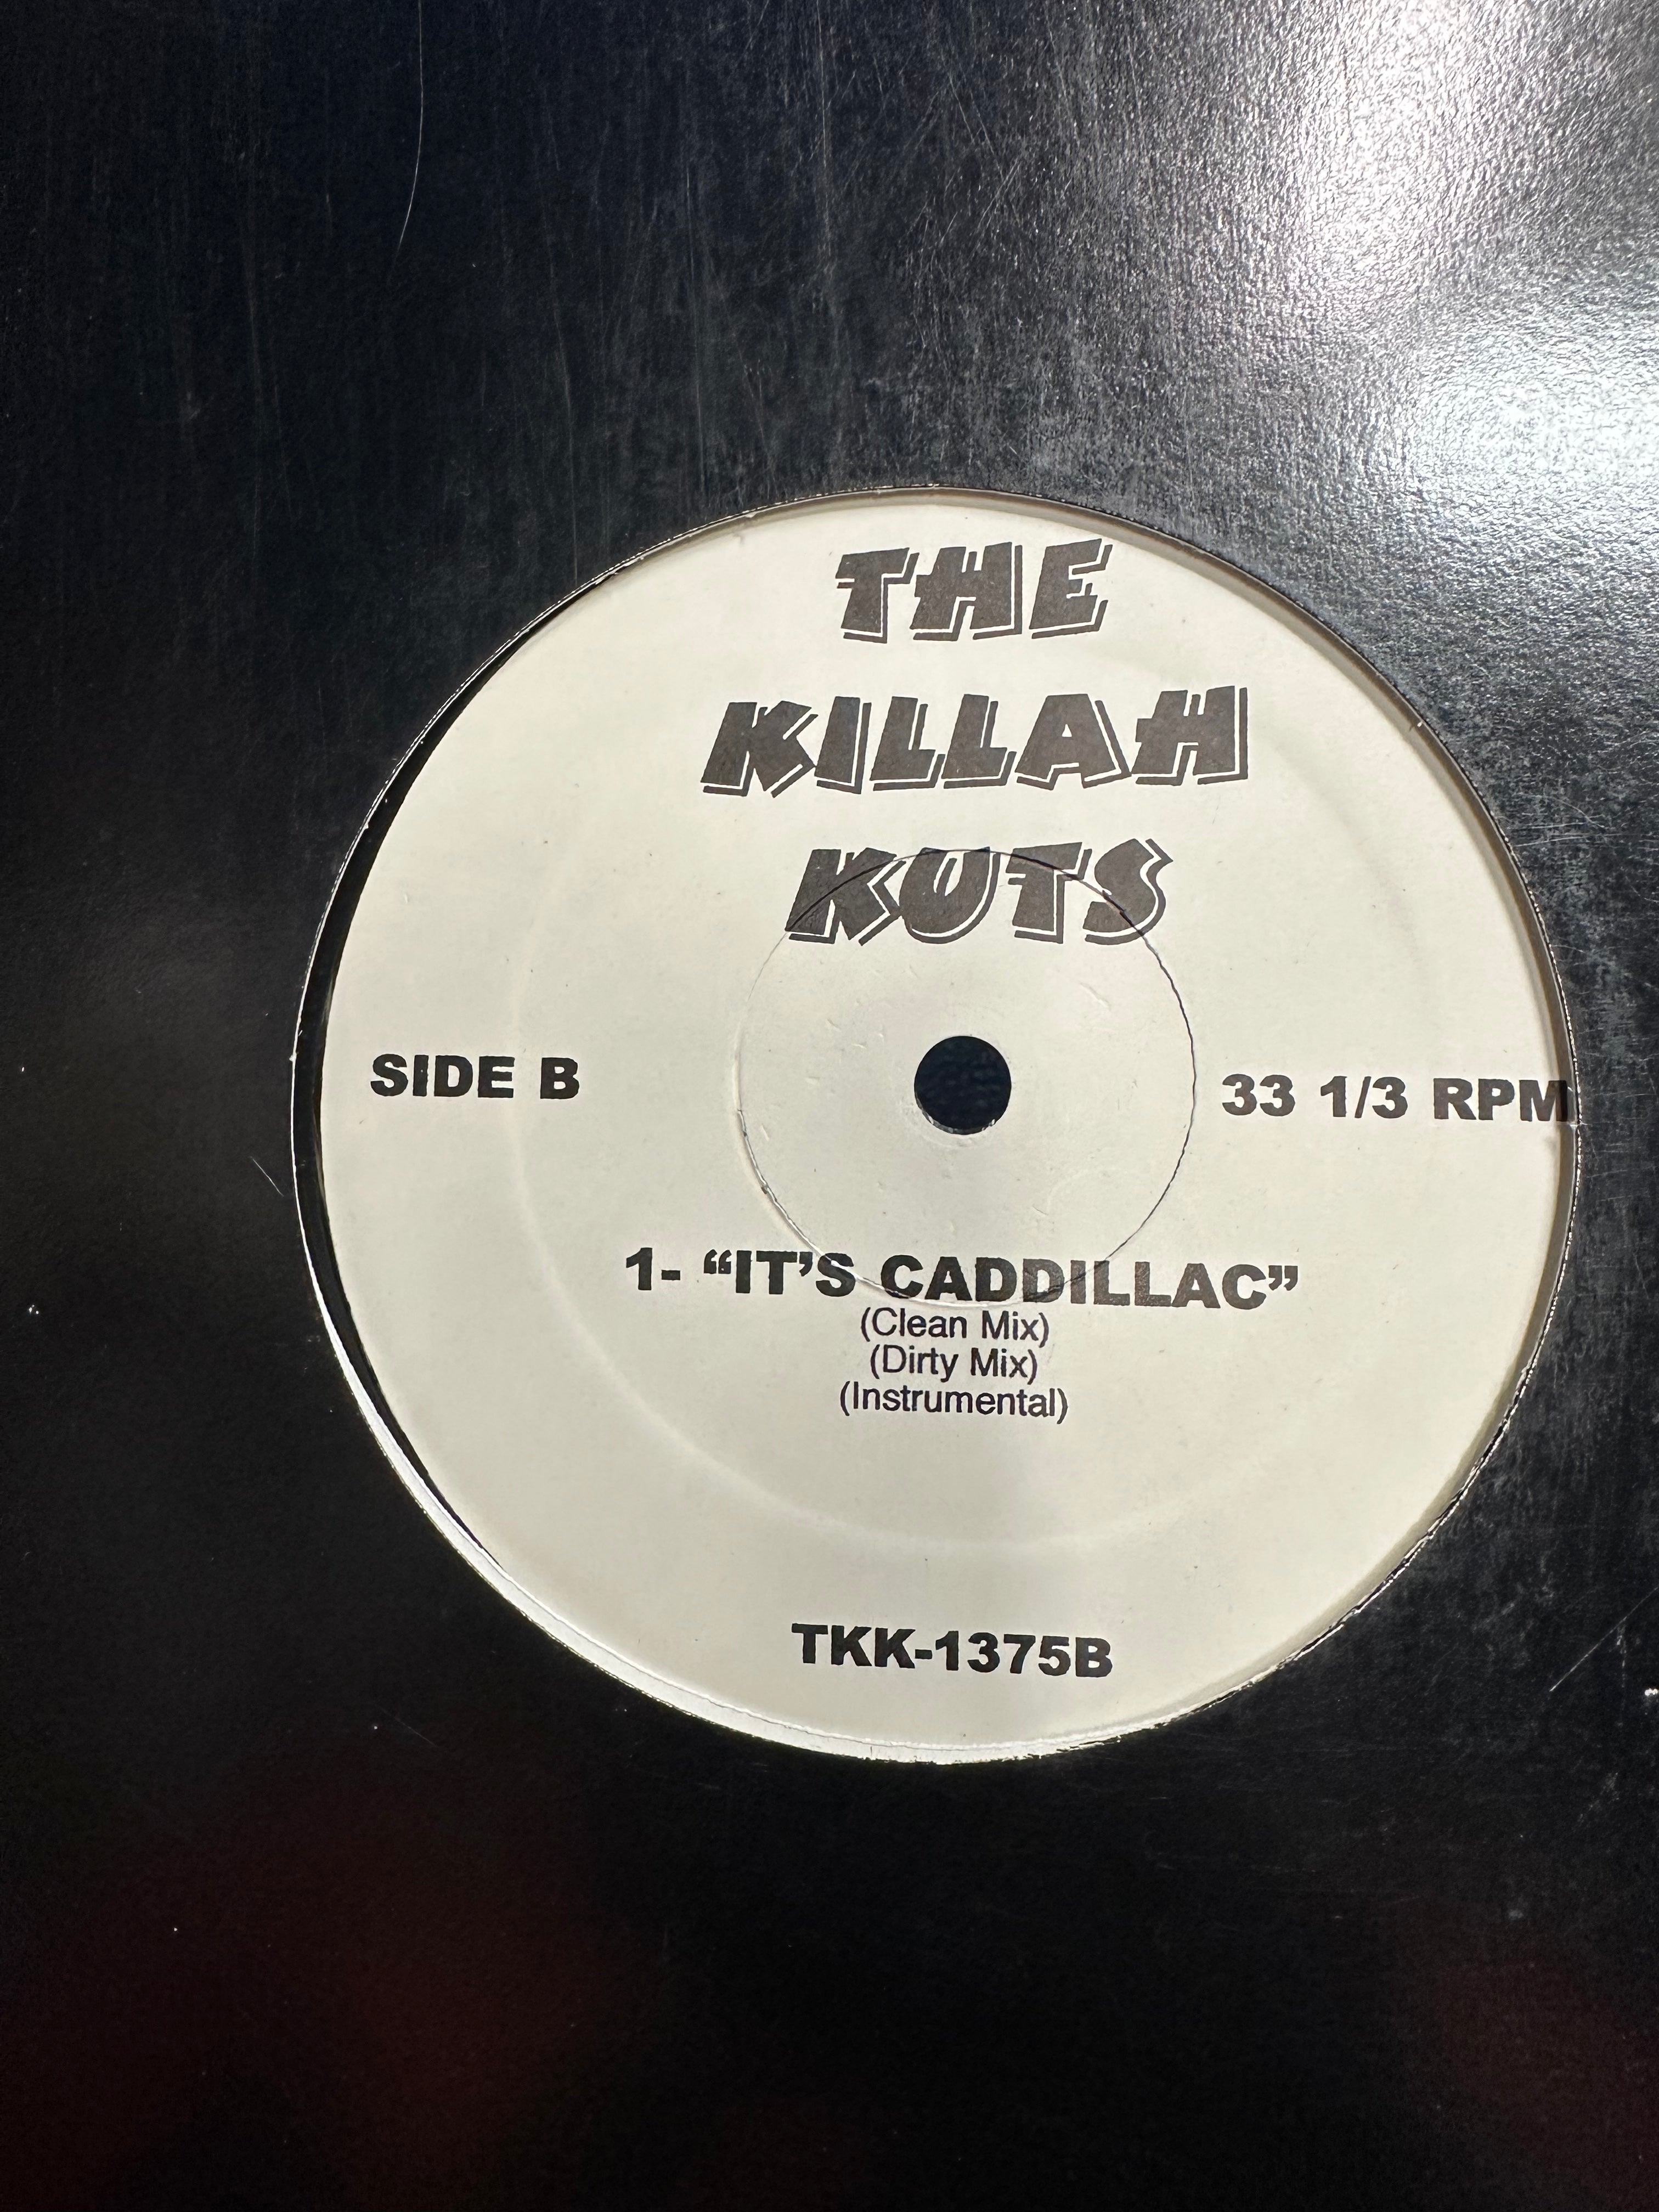 THE
KILLAH
KUTS
SIDE B
33 1/3 RPM
1- “IT’S CADDILLAC”
(Clean Mix)
(Dirty Mix)
(Instrumental)
TKK-1375B